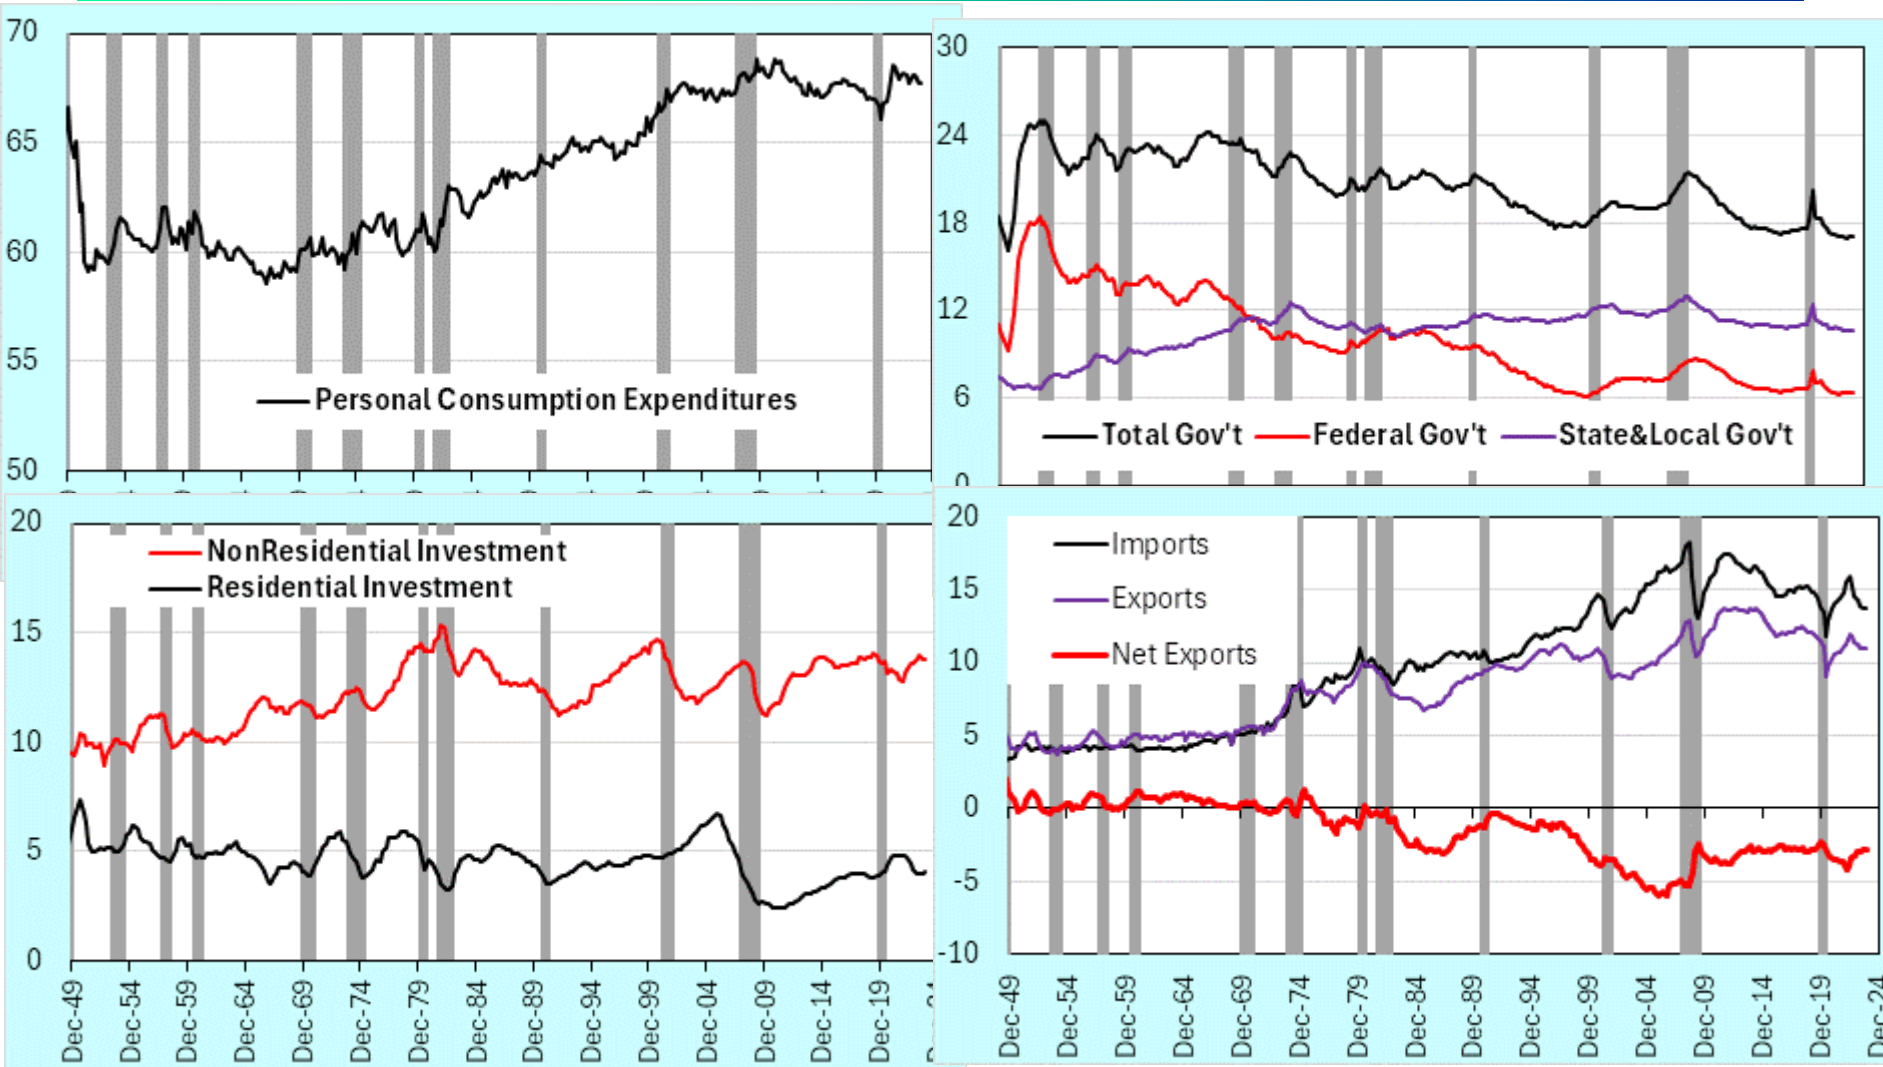 70
65
60
55
50
Personal Consumption Expenditures
30
24
18
12
6
0
Total Gov't Federal Gov't State&Local Gov't
20
15
10
5
0
NonResidential Investment
Residential Investment
Dec-49 Dec-54 Dec-59 Dec-64 Dec-69 Dec-74 Dec-79 Dec-84 Dec-89 Dec-94 Dec-99 Dec-04 Dec-09 Dec-14 Dec-19
20
15
10
5
0
-5
-10
Imports
Exports
Net Exports
Dec-49 Dec-54 Dec-59 Dec-64 Dec-69 Dec-74 Dec-79 Dec-84 Dec-89 Dec-94 Dec-99 Dec-04 Dec-09 Dec-14 Dec-19 Dec-24